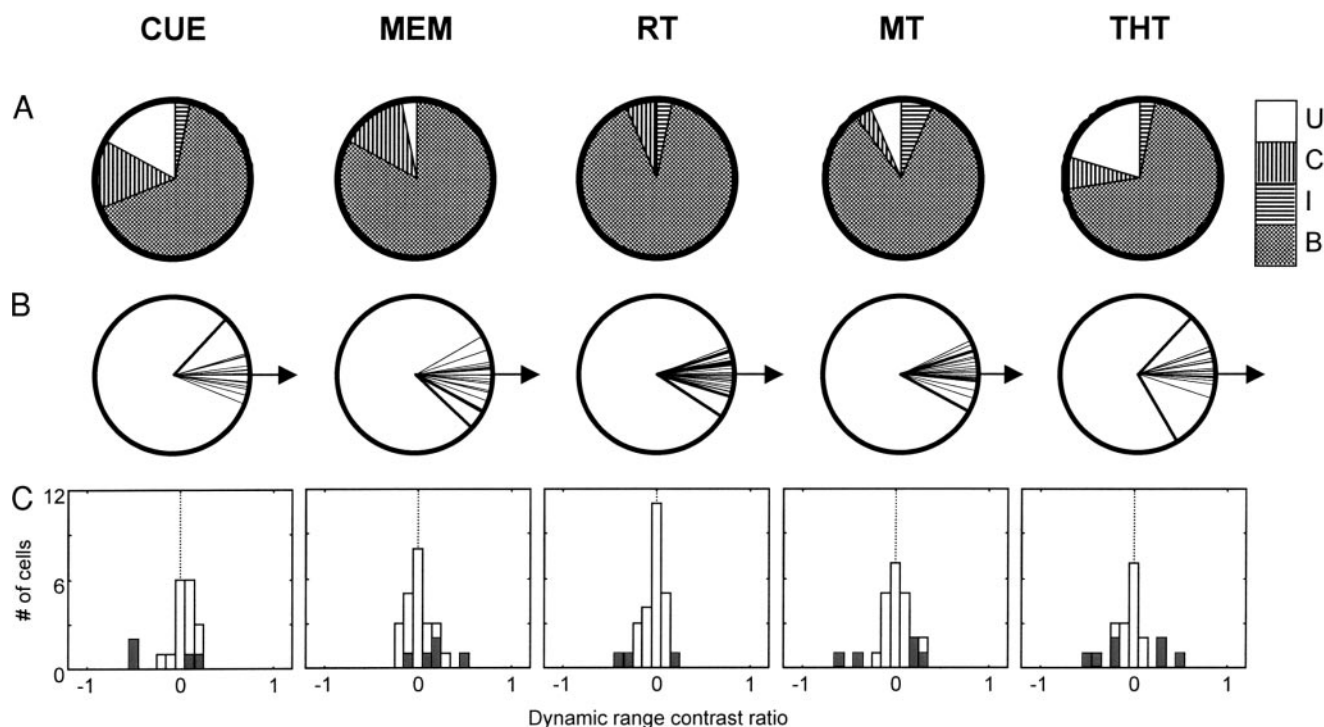 CUE MEM RT MT THT
A
U
C
I
B
B
C
12
6
0
# of cells
-1 0 1 -1 0 1 -1 0 1 -1 0 1 -1 0 1
Dynamic range contrast ratio